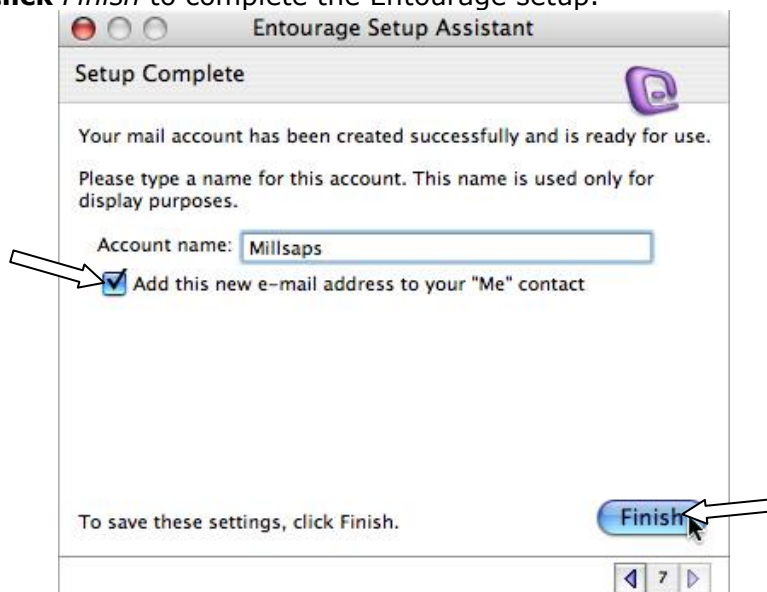 Finish to complete the Entourage setup.
Entourage Setup Assistant
Setup Complete
Your mail account has been created successfully and is ready for use.
Please type a name for this account. This name is used only for
display purposes.
Account name: Millsaps
Add this new e-mail address to your "Me" contact
To save these settings, click Finish.
Finish
7